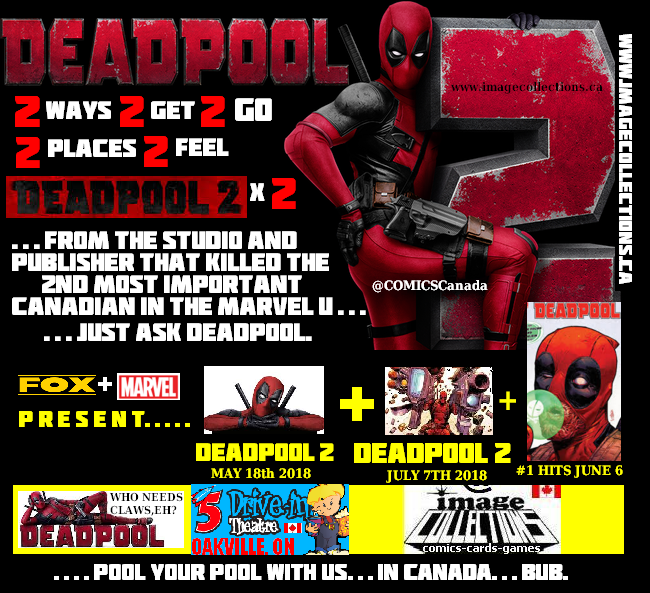 DEADPOOL
www.imagecollections.ca
WWW.IMAGECOLLECTIONS.CA
2 WAYS 2 GET 2 GO
2 PLACES 2 FEEL
DEADPOOL 2 X 2
...FROM THE STUDIO AND
PUBLISHER THAT KILLED THE
2ND MOST IMPORTANT
CANADIAN IN THE MARVEL U...
...JUST ASK DEADPOOL.
@COMICSCanada
FOX + MARVEL
PRESENT.....
+
+
DEADPOOL
DEADPOOL 2
MAY 18th 2018
DEADPOOL 2
JULY 7TH 2018
#1 HITS JUNE 6
WHO NEEDS
CLAWS,EH?
DEADPOOL
5 Drive-in
Theatre
OAKVILLE, ON
image
COLLECTIONS
comics-cards-games
....POOL YOUR POOL WITH US...IN CANADA...BUB.